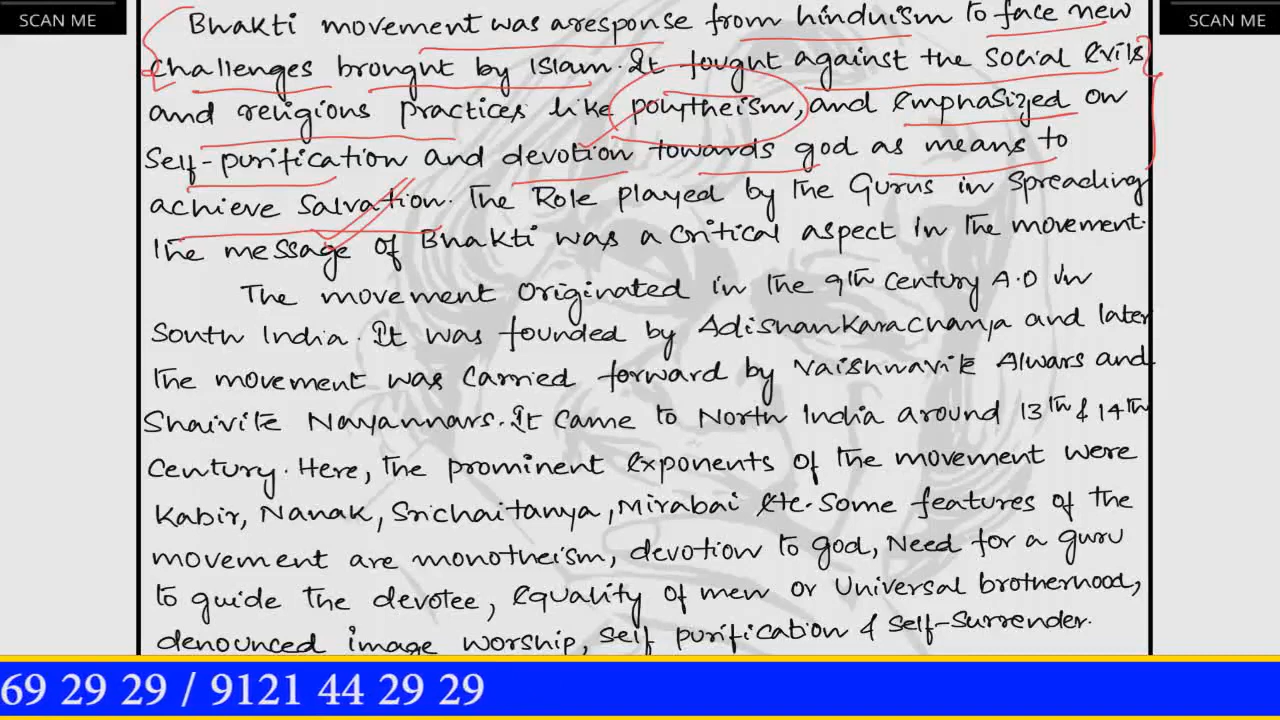 SCAN ME
SCAN ME
Bhakti movement was a response from hinduism to face new
challenges brought by Islam. It fought against the social evils
and religious practices like polytheism, and emphasized on
Self-purification and devotion towards god as means to
achieve Salvation. The Role played by the Gurus in Spreading
the message of Bhakti was a critical aspect in the movement.
The movement originated in the 9th century A.D in
South India. It was founded by Adishankaracharya and later
the movement was carried forward by Vaishnavite Alwars and
Shaivite Nayannars. It came to North India around 13th & 14th
century. Here, the prominent exponents of the movement were
Kabir, Nanak, Srichaitanya, Mirabai etc. Some features of the
movement are monotheism, devotion to god, Need for a guru
to guide the devotee, equality of men or Universal brotherhood,
denounced image worship, self purification & self-surrender.
69 29 29 / 9121 44 29 29